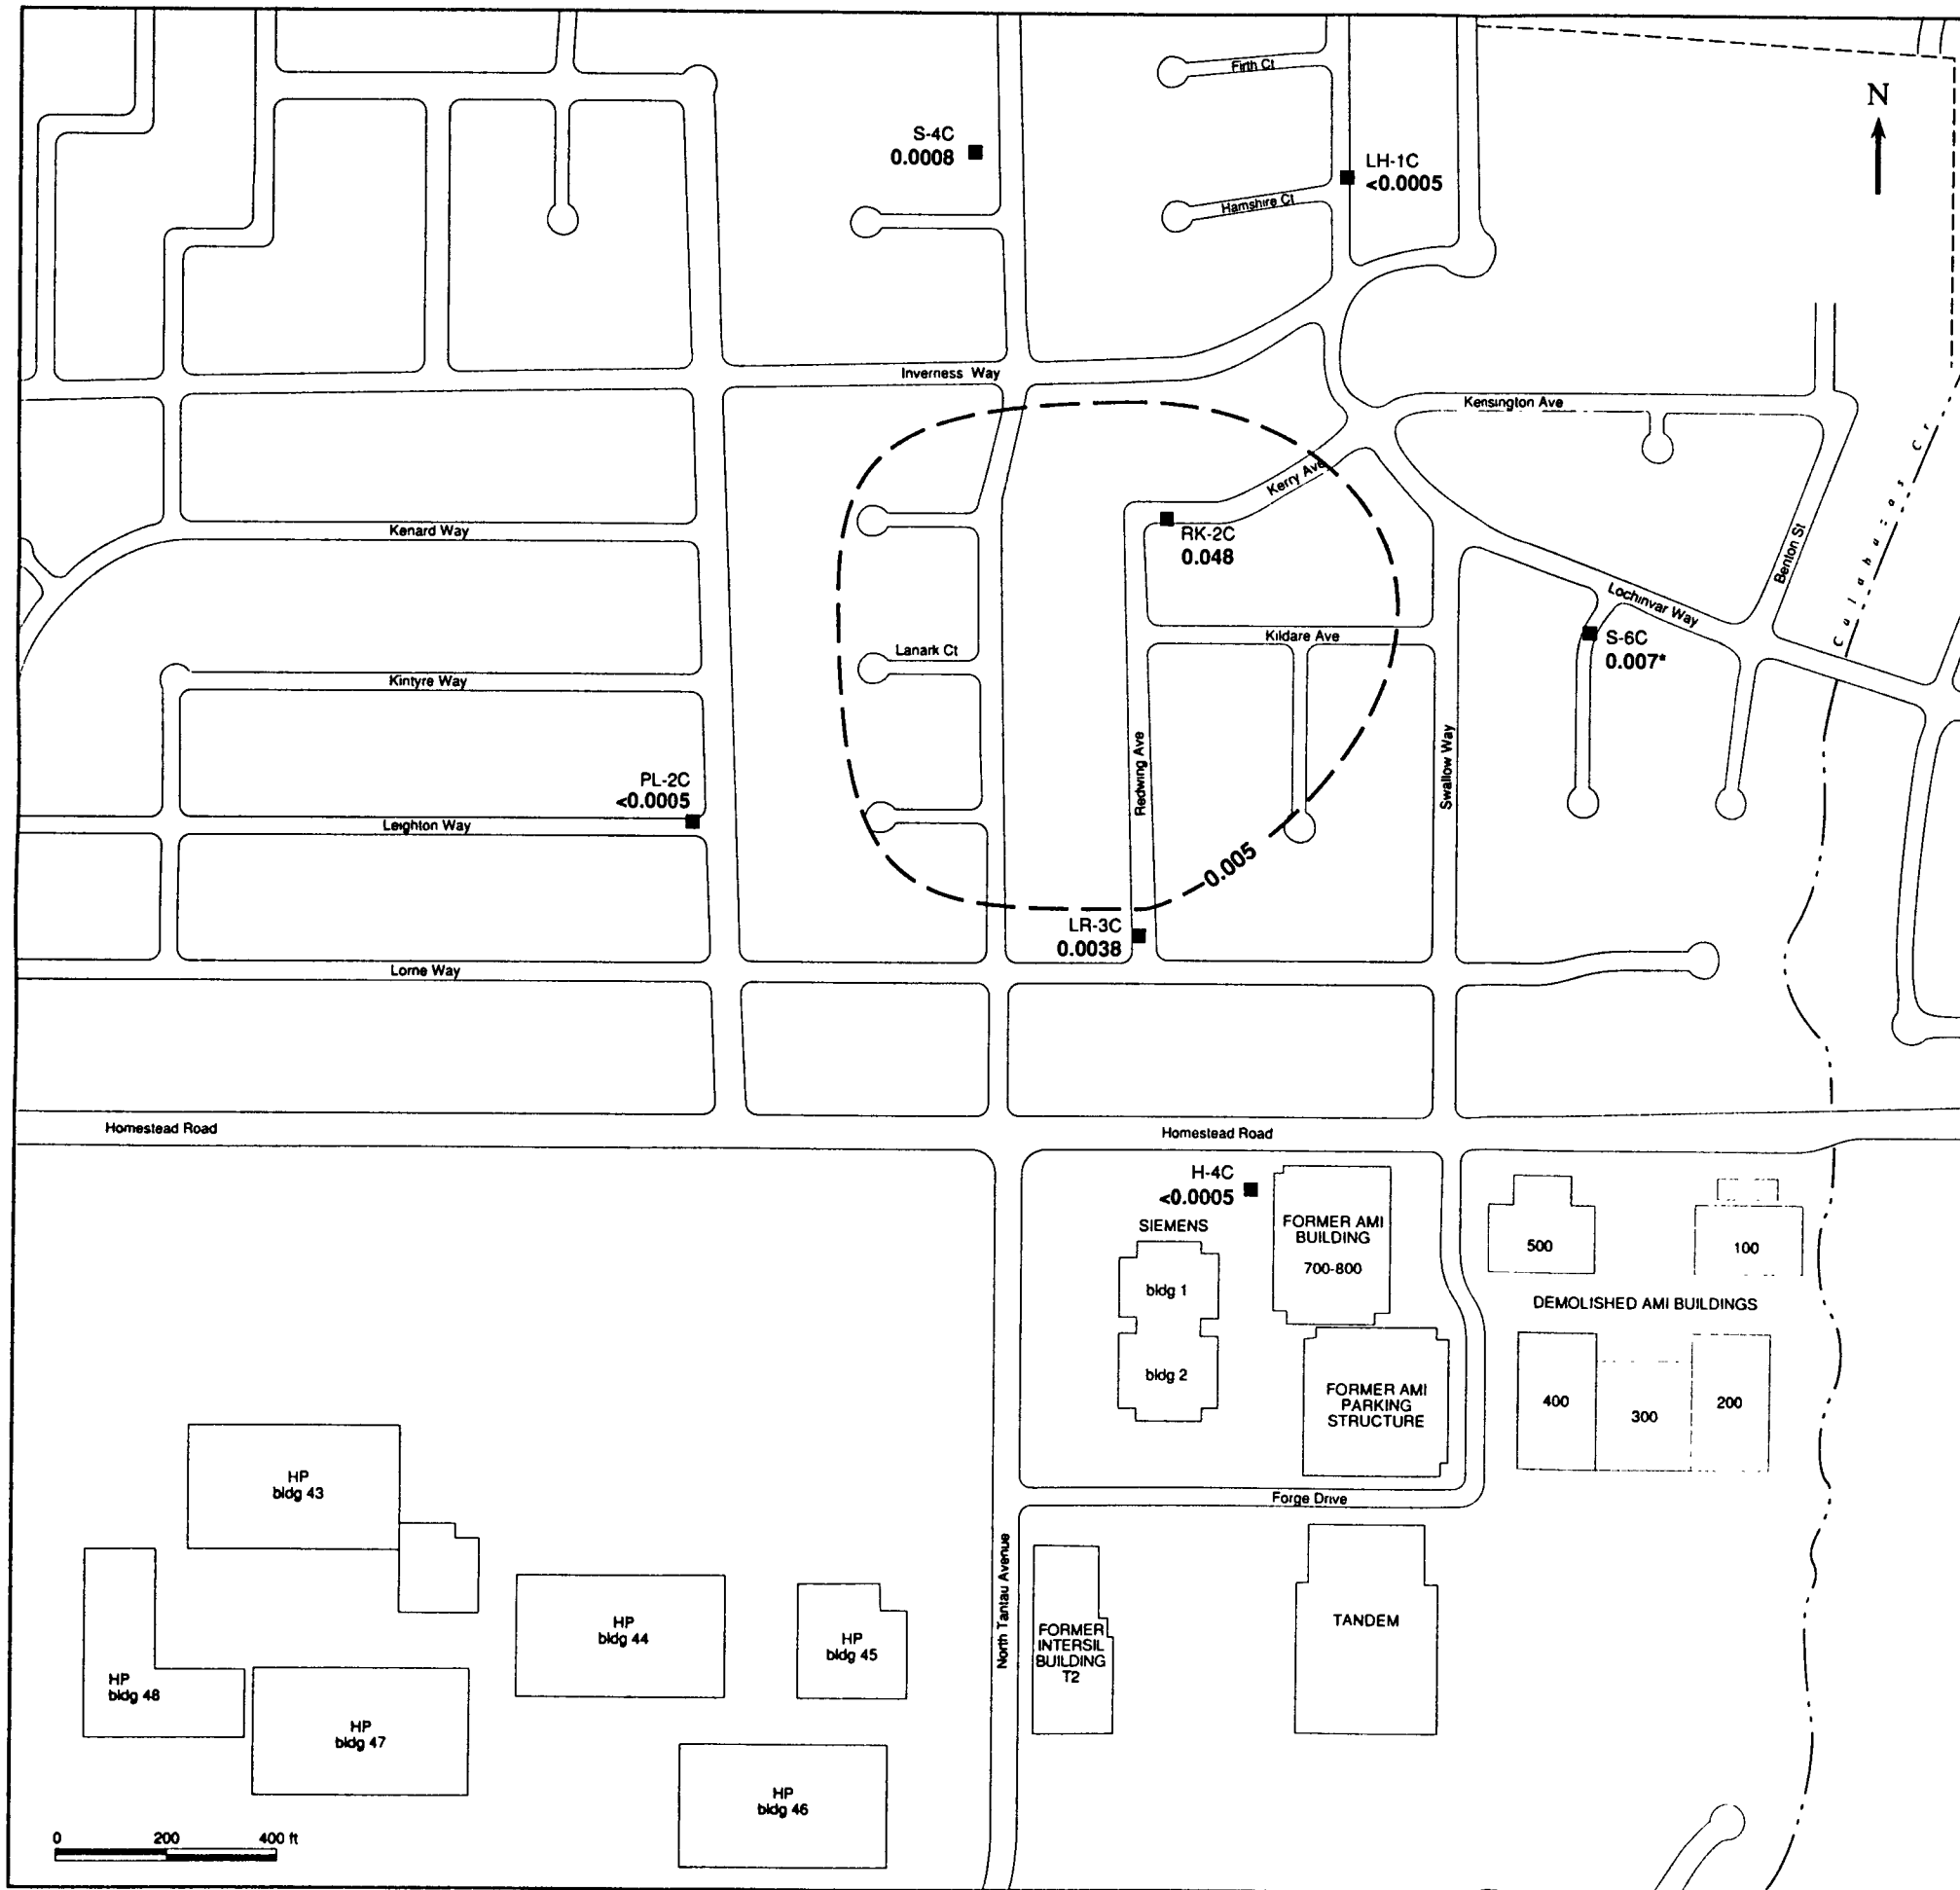 Firth Ct
N
S-4C
0.0008
LH-1C
<0.0005
Hamshire Ct
Inverness Way
Kensington Ave
Kerry Ave
Calabazas Cr
Kenard Way
RK-2C
0.048
Benton St
Lochinvar Way
Kildare Ave
S-6C
0.007*
Lanark Ct
Kintyre Way
Redwing Ave
Swallow Way
PL-2C
<0.0005
Leighton Way
0.005
LR-3C
0.0038
Lorne Way
Homestead Road
Homestead Road
H-4C
<0.0005
SIEMENS
FORMER AMI
BUILDING
700-800
500
100
bldg 1
DEMOLISHED AMI BUILDINGS
bldg 2
FORMER AMI
PARKING
STRUCTURE
400
300
200
HP
bldg 43
Forge Drive
North Tantau Avenue
HP
bldg 44
HP
bldg 45
FORMER
INTERSIL
BUILDING
T2
TANDEM
HP
bldg 48
HP
bldg 47
HP
bldg 46
0 200 400 ft